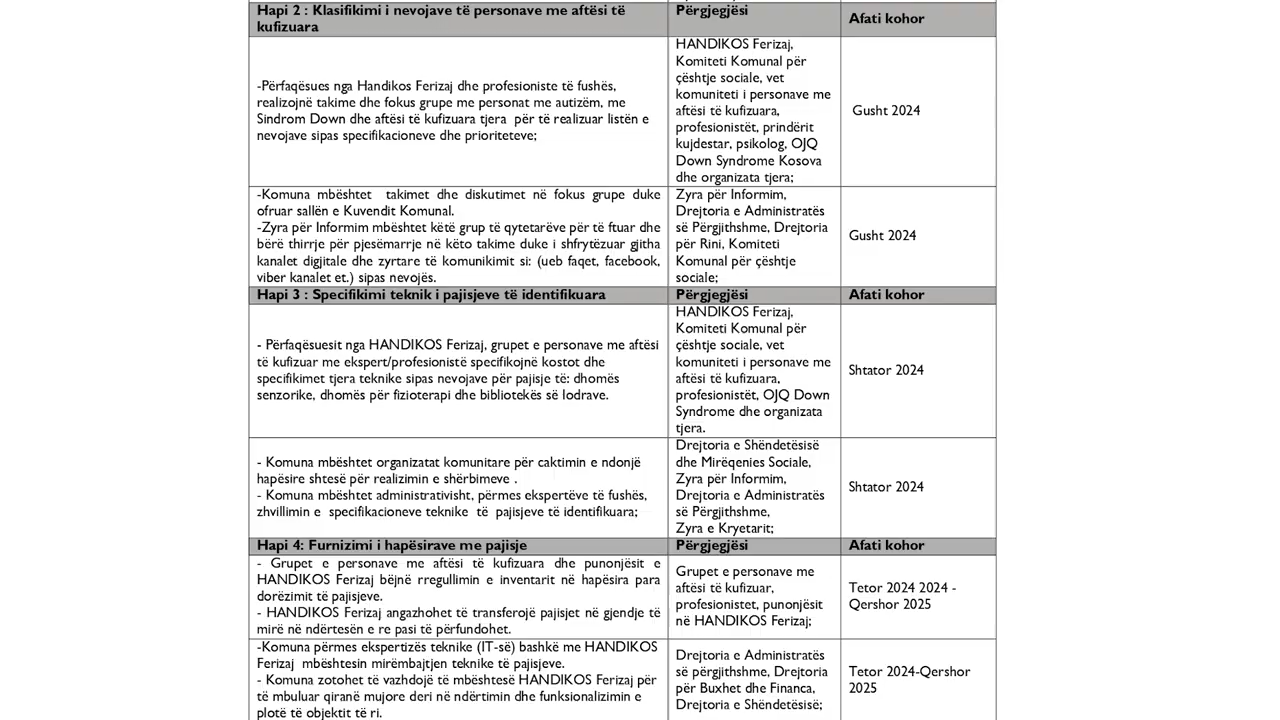 Hapi 2 : Klasifikimi i nevojave të personave me aftësi të
kufizuara
Përgjegjësi
Afati kohor
-Përfaqësues nga Handikos Ferizaj dhe profesioniste të fushës,
realizojnë takime dhe fokus grupe me personat me autizëm, me
Sindrom Down dhe aftësi të kufizuara tjera  për të realizuar listën e
nevojave sipas specifikacioneve dhe prioriteteve;
HANDIKOS Ferizaj,
Komiteti Komunal për
çështje sociale, vet
komuniteti i personave me
aftësi të kufizuara,
profesionistët, prindërit
kujdestar, psikolog, OJQ
Down Syndrome Kosova
dhe organizata tjera;
Gusht 2024
-Komuna mbështet  takimet dhe diskutimet në fokus grupe duke
ofruar sallën e Kuvendit Komunal.
-Zyra për Informim mbështet këtë grup të qytetarëve për të ftuar dhe
bërë thirrje për pjesëmarrje në këto takime duke i shfrytëzuar gjitha
kanalet digjitale dhe zyrtare të komunikimit si: (ueb faqet, facebook,
viber kanalet et.) sipas nevojës.
Zyra për Informim,
Drejtoria e Administratës
së Përgjithshme, Drejtoria
për Rini, Komiteti
Komunal për çështje
sociale;
Gusht 2024
Hapi 3 : Specifikimi teknik i pajisjeve të identifikuara
Përgjegjësi
Afati kohor
- Përfaqësuesit nga HANDIKOS Ferizaj, grupet e personave me aftësi
të kufizuar me ekspert/profesionistë specifikojnë kostot dhe
specifikimet tjera teknike sipas nevojave për pajisje të: dhomës
senzorike, dhomës për fizioterapi dhe bibliotekës së lodrave.
HANDIKOS Ferizaj,
Komiteti Komunal për
çështje sociale, vet
komuniteti i personave me
aftësi të kufizuara,
profesionistët, OJQ Down
Syndrome dhe organizata
tjera.
Shtator 2024
- Komuna mbështet organizatat komunitare për caktimin e ndonjë
hapësire shtesë për realizimin e shërbimeve .
- Komuna mbështet administrativisht, përmes ekspertëve të fushës,
zhvillimin e  specifikacioneve teknike  të  pajisjeve të identifikuara;
Drejtoria e Shëndetësisë
dhe Mirëqenies Sociale,
Zyra për Informim,
Drejtoria e Administratës
së Përgjithshme,
Zyra e Kryetarit;
Shtator 2024
Hapi 4: Furnizimi i hapësirave me pajisje
Përgjegjësi
Afati kohor
- Grupet e personave me aftësi të kufizuara dhe punonjësit e
HANDIKOS Ferizaj bëjnë rregullimin e inventarit në hapësira para
dorëzimit të pajisjeve.
- HANDIKOS Ferizaj angazhohet të transferojë pajisjet në gjendje të
mirë në ndërtesën e re pasi të përfundohet.
Grupet e personave me
aftësi të kufizuar,
profesionistet, punonjësit
në HANDIKOS Ferizaj;
Tetor 2024 2024 -
Qershor 2025
-Komuna përmes ekspertizës teknike (IT-së) bashkë me HANDIKOS
Ferizaj  mbështesin mirëmbajtjen teknike të pajisjeve.
- Komuna zotohet të vazhdojë të mbështesë HANDIKOS Ferizaj për
të mbuluar qiranë mujore deri në ndërtimin dhe funksionalizimin e
plotë të objektit të ri.
Drejtoria e Administratës
së përgjithshme, Drejtoria
për Buxhet dhe Financa,
Drejtoria e Shëndetësisë;
Tetor 2024-Qershor
2025